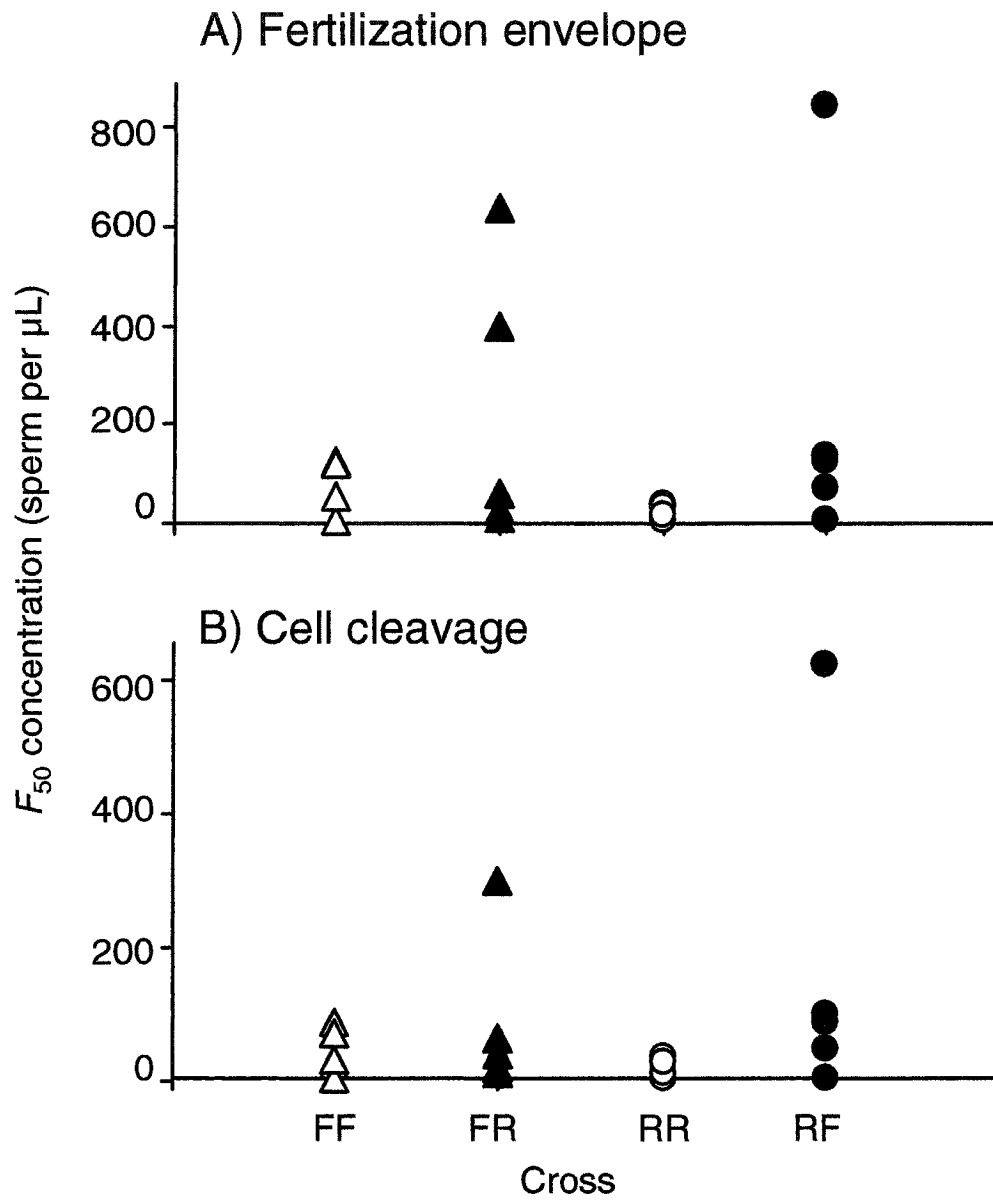 A) Fertilization envelope
800
600
400
200
0
B) Cell cleavage
600
400
200
0
F50 concentration (sperm per µL)
FF FR RR RF
Cross